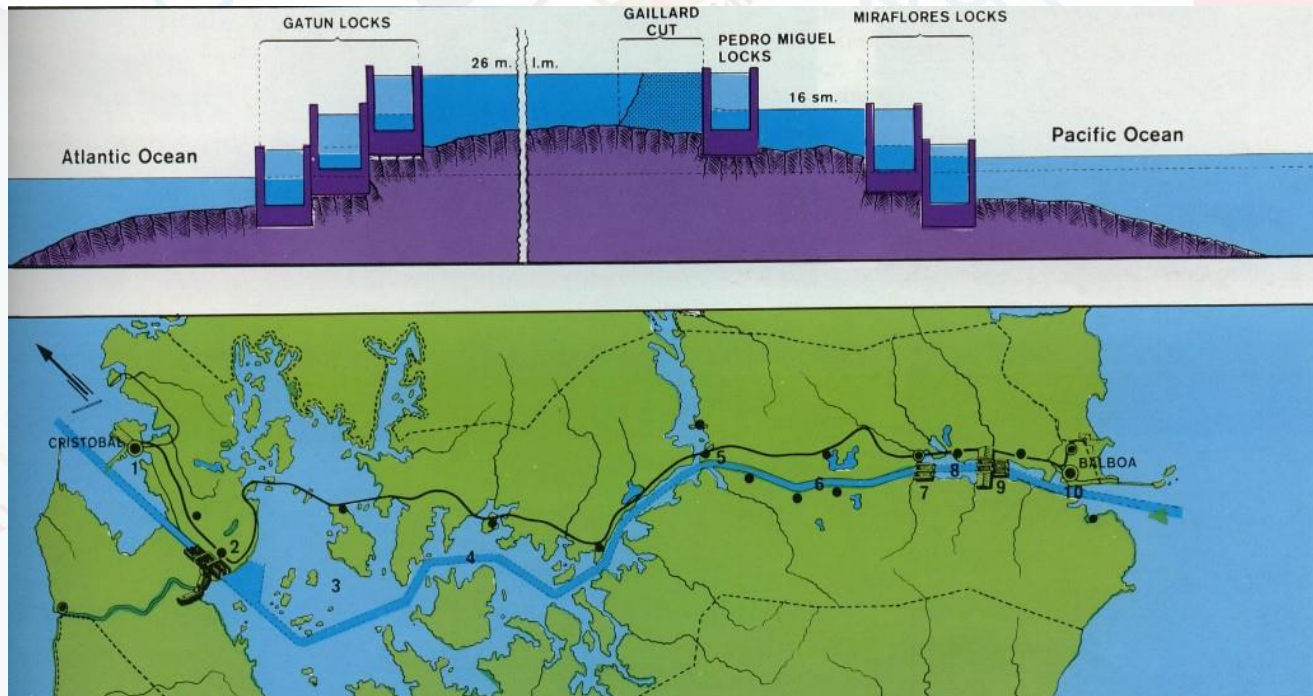 GATUN LOCKS
GAILLARD
CUT
MIRAFLORES LOCKS
PEDRO MIGUEL
LOCKS
26 m.
l.m.
16 sm.
Atlantic Ocean
Pacific Ocean
CRISTOBAL
1
2
3
4
5
6
7
8
9
BALBOA
10